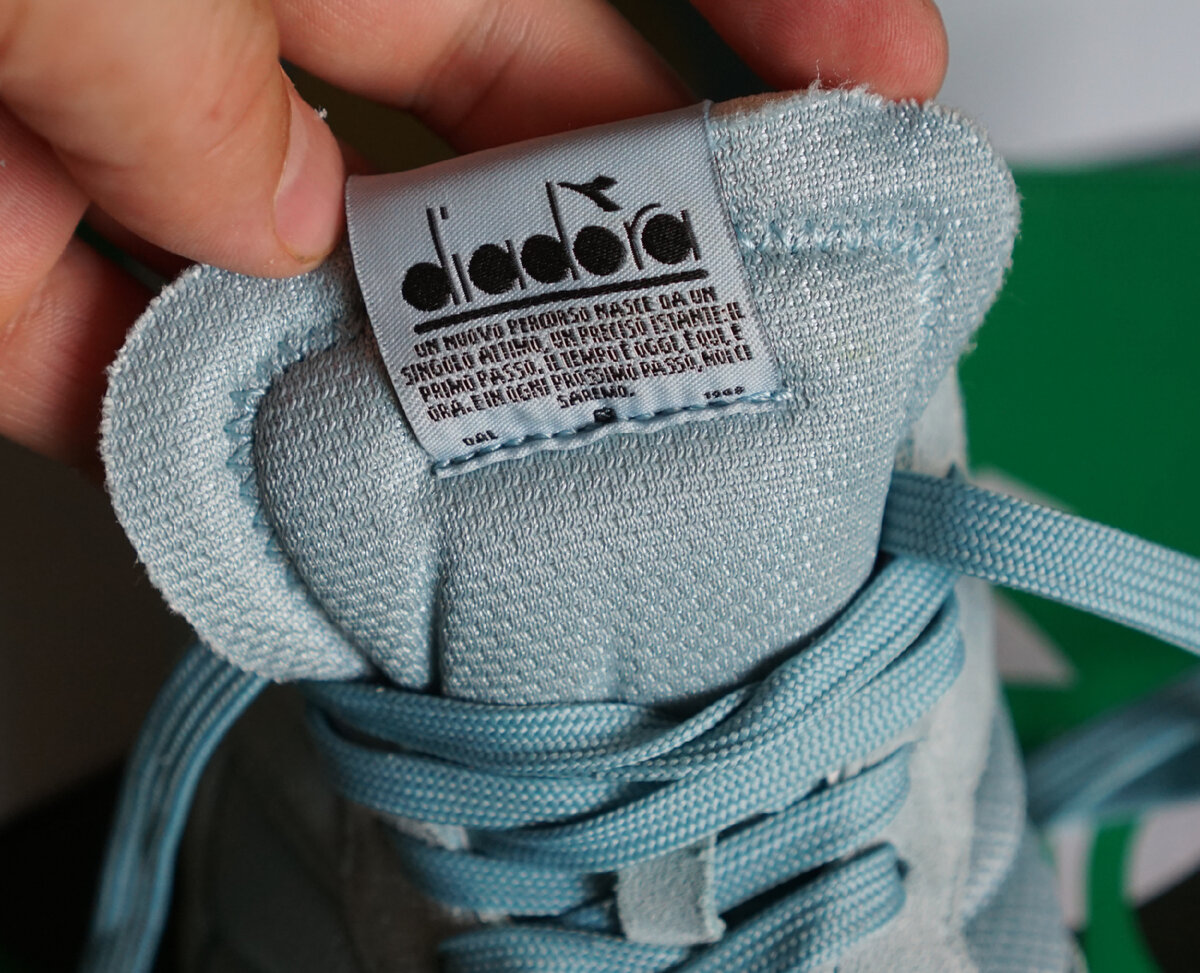 diadora
UN NUOVO PERCORSO NASCE DA UN
SINGOLO ATTIMO, UN PRECISO ISTANTE: IL
PRIMO PASSO. IL TEMPO È OGGI, È QUI, È
ORA. E IN OGNI PROSSIMO PASSO, NOI CI
SAREMO.
DAL 1948